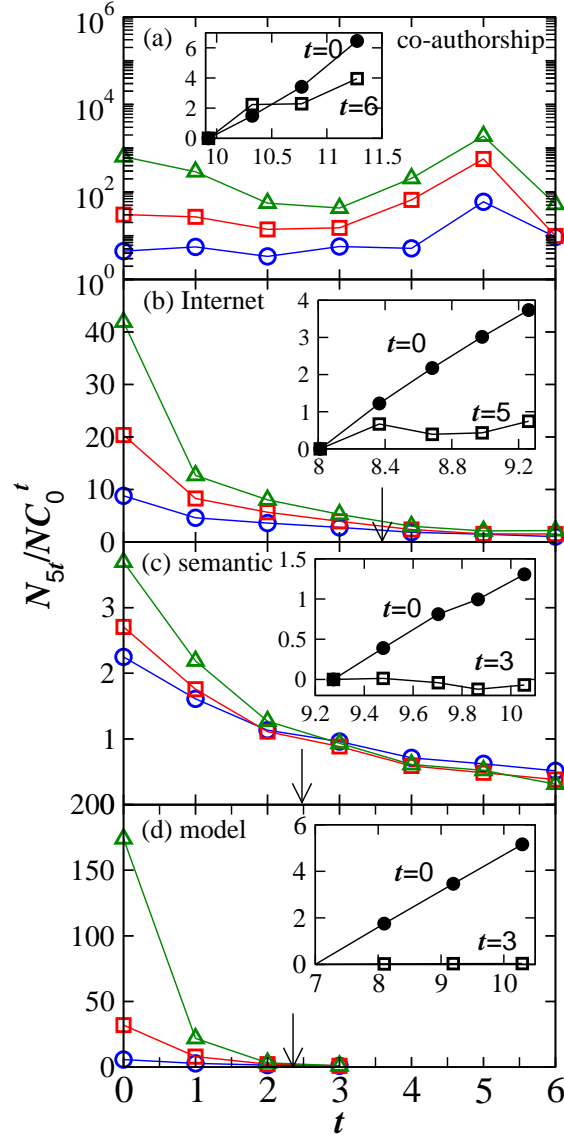 (a)
co-authorship
t=0
t=6
6
4
2
0
10 10.5 11 11.5
10^6
10^4
10^2
10^0
(b) Internet
t=0
t=5
4
3
2
1
0
8 8.4 8.8 9.2
40
30
20
10
0
N_{5t}/NC_0^t
(c) semantic
t=0
t=3
1.5
1
0.5
0
9.2 9.4 9.6 9.8 10
3
2
1
200
(d) model
t=0
t=3
6
4
2
0
7 8 9 10
150
100
50
0
0 1 2 3 4 5 6
t